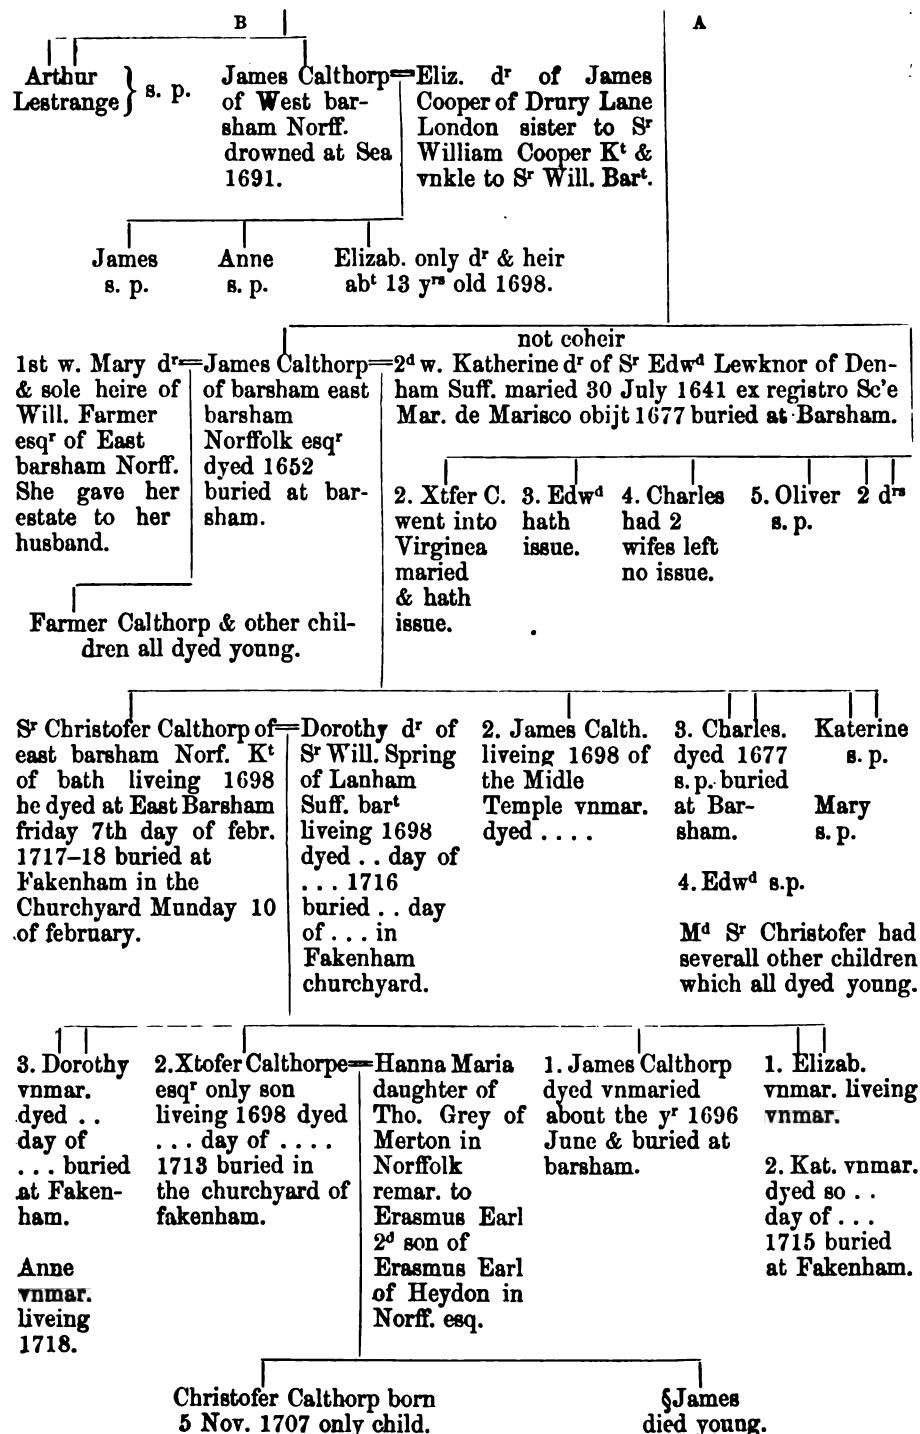 B
A
Arthur
Lestrange } s. p.
James Calthorp=
of West bar-
sham Norff.
drowned at Sea
1691.
Eliz. dʳ of James
Cooper of Drury Lane
London sister to Sʳ
William Cooper Kᵗ &
vnkle to Sʳ Will. Barᵗ.
James
s. p.
Anne
s. p.
Elizab. only dʳ & heir
abᵗ 13 yʳˢ old 1698.
not coheir
1st w. Mary dʳ=
& sole heire of
Will. Farmer
esqʳ of East
barsham Norff.
She gave her
estate to her
husband.
James Calthorp=
of barsham east
barsham
Norffolk esqʳ
dyed 1652
buried at bar-
sham.
2ᵈ w. Katherine dʳ of Sʳ Edwᵈ Lewknor of Den-
ham Suff. maried 30 July 1641 ex registro Sc'e
Mar. de Marisco obijt 1677 buried at Barsham.
2. Xtfer C.
went into
Virginea
maried
& hath
issue.
3. Edwᵈ
hath
issue.
4. Charles
had 2
wifes left
no issue.
5. Oliver
s. p.
2 dʳˢ
Farmer Calthorp & other chil-
dren all dyed young.
Sʳ Christofer Calthorp of=
east barsham Norf. Kᵗ
of bath liveing 1698
he dyed at East Barsham
friday 7th day of febr.
1717–18 buried at
Fakenham in the
Churchyard Munday 10
of february.
Dorothy dʳ of
Sʳ Will. Spring
of Lanham
Suff. barᵗ
liveing 1698
dyed . . day of
. . . 1716
buried . . day
of . . . in
Fakenham
churchyard.
2. James Calth.
liveing 1698 of
the Midle
Temple vnmar.
dyed . . . .
3. Charles.
dyed 1677
s. p. buried
at Bar-
sham.
4. Edwᵈ s.p.
Katerine
s. p.
Mary
s. p.
Mᵈ Sʳ Christofer had
severall other children
which all dyed young.
3. Dorothy
vnmar.
dyed . .
day of
. . . buried
at Faken-
ham.
Anne
vnmar.
liveing
1718.
2. Xtofer Calthorpe=
esqʳ only son
liveing 1698 dyed
. . . day of . . . .
1713 buried in
the churchyard of
fakenham.
Hanna Maria
daughter of
Tho. Grey of
Merton in
Norffolk
remar. to
Erasmus Earl
2ᵈ son of
Erasmus Earl
of Heydon in
Norff. esq.
1. James Calthorp
dyed vnmaried
about the yʳ 1696
June & buried at
barsham.
1. Elizab.
vnmar. liveing
vnmar.
2. Kat. vnmar.
dyed so . .
day of . . .
1715 buried
at Fakenham.
Christofer Calthorp born
5 Nov. 1707 only child.
§James
died young.